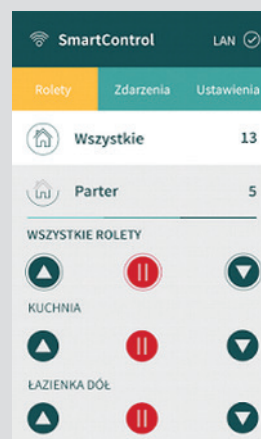 SmartControl LAN
Rolety Zdarzenia Ustawienia
Wszystkie 13
Parter 5
WSZYSTKIE ROLETY
KUCHNIA
ŁAZIENKA DÓŁ